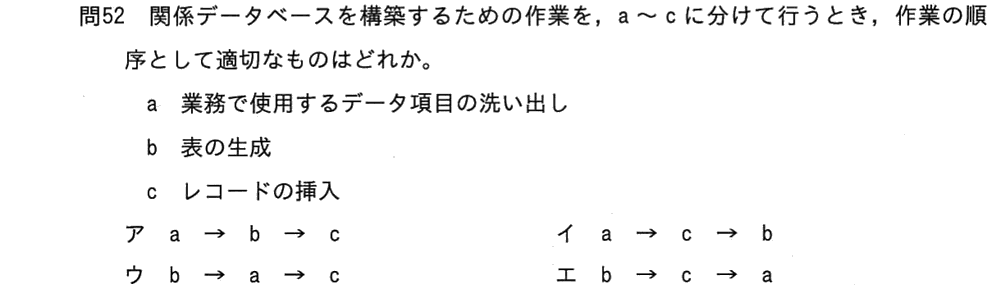 問52　関係データベースを構築するための作業を，a～cに分けて行うとき，作業の順
序として適切なものはどれか。
a　業務で使用するデータ項目の洗い出し
b　表の生成
c　レコードの挿入
ア　a　→　b　→　c　　イ　a　→　c　→　b
ウ　b　→　a　→　c　　エ　b　→　c　→　a